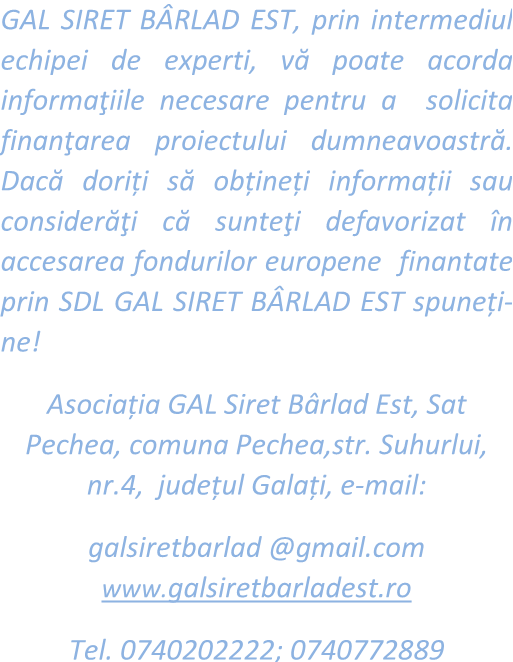 GAL SIRET BÂRLAD EST, prin intermediul
echipei de experti, vă poate acorda
informaţiile necesare pentru a  solicita
finanţarea proiectului dumneavoastră.
Dacă doriți să obțineți informații sau
considerăţi că sunteţi defavorizat în
accesarea fondurilor europene  finantate
prin SDL GAL SIRET BÂRLAD EST spuneți-
ne!
Asociația GAL Siret Bârlad Est, Sat
Pechea, comuna Pechea,str. Suhurlui,
nr.4,  județul Galați, e-mail:
galsiretbarlad @gmail.com
www.galsiretbarladest.ro
Tel. 0740202222; 0740772889